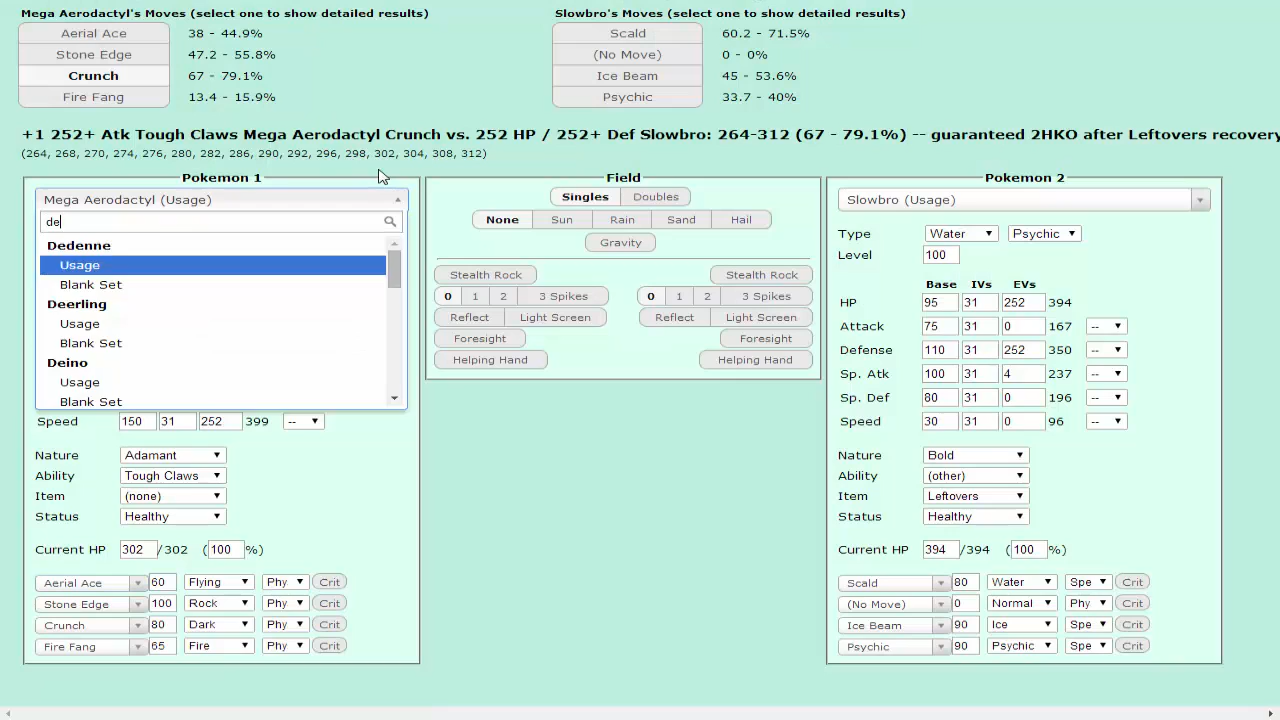 Mega Aerodactyl's Moves (select one to show detailed results)
Aerial Ace 38 - 44.9%
Stone Edge 47.2 - 55.8%
Crunch 67 - 79.1%
Fire Fang 13.4 - 15.9%
Slowbro's Moves (select one to show detailed results)
Scald 60.2 - 71.5%
(No Move) 0 - 0%
Ice Beam 45 - 53.6%
Psychic 33.7 - 40%
+1 252+ Atk Tough Claws Mega Aerodactyl Crunch vs. 252 HP / 252+ Def Slowbro: 264-312 (67 - 79.1%) -- guaranteed 2HKO after Leftovers recovery
(264, 268, 270, 274, 276, 280, 282, 286, 290, 292, 296, 298, 302, 304, 308, 312)
Pokemon 1
Mega Aerodactyl (Usage)
de
Dedenne
Usage
Blank Set
Deerling
Usage
Blank Set
Deino
Usage
Blank Set
Speed 150 31 252 399 --
Nature Adamant
Ability Tough Claws
Item (none)
Status Healthy
Current HP 302 /302 (100 %)
Aerial Ace 60 Flying Phy Crit
Stone Edge 100 Rock Phy Crit
Crunch 80 Dark Phy Crit
Fire Fang 65 Fire Phy Crit
Field
Singles Doubles
None Sun Rain Sand Hail
Gravity
Stealth Rock Stealth Rock
0 1 2 3 Spikes 0 1 2 3 Spikes
Reflect Light Screen Reflect Light Screen
Foresight Foresight
Helping Hand Helping Hand
Pokemon 2
Slowbro (Usage)
Type Water Psychic
Level 100
Base IVs EVs
HP 95 31 252 394
Attack 75 31 0 167 --
Defense 110 31 252 350 --
Sp. Atk 100 31 4 237 --
Sp. Def 80 31 0 196 --
Speed 30 31 0 96 --
Nature Bold
Ability (other)
Item Leftovers
Status Healthy
Current HP 394 /394 (100 %)
Scald 80 Water Spe Crit
(No Move) 0 Normal Phy Crit
Ice Beam 90 Ice Spe Crit
Psychic 90 Psychic Spe Crit